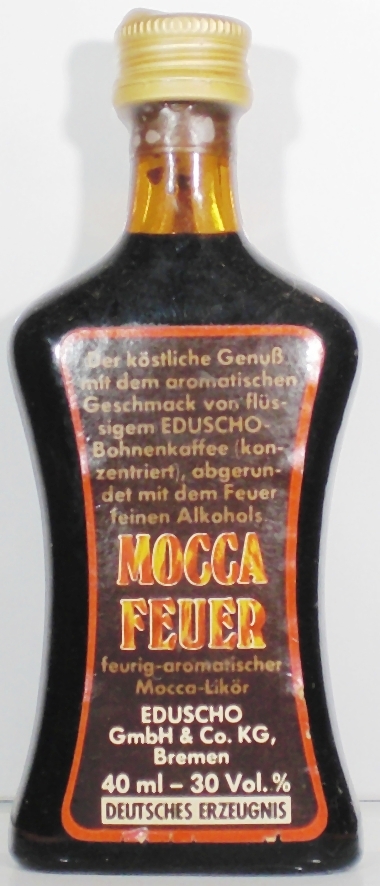 Der köstliche Genuß
mit dem aromatischen
Geschmack von flüs-
sigem EDUSCHO-
Bohnenkaffee (kon-
zentriert), abgerun-
det mit dem Feuer
feinen Alkohols.
MOCCA
FEUER
feurig-aromatischer
Mocca-Likör
EDUSCHO
GmbH & Co. KG,
Bremen
40 ml – 30 Vol.%
DEUTSCHES ERZEUGNIS